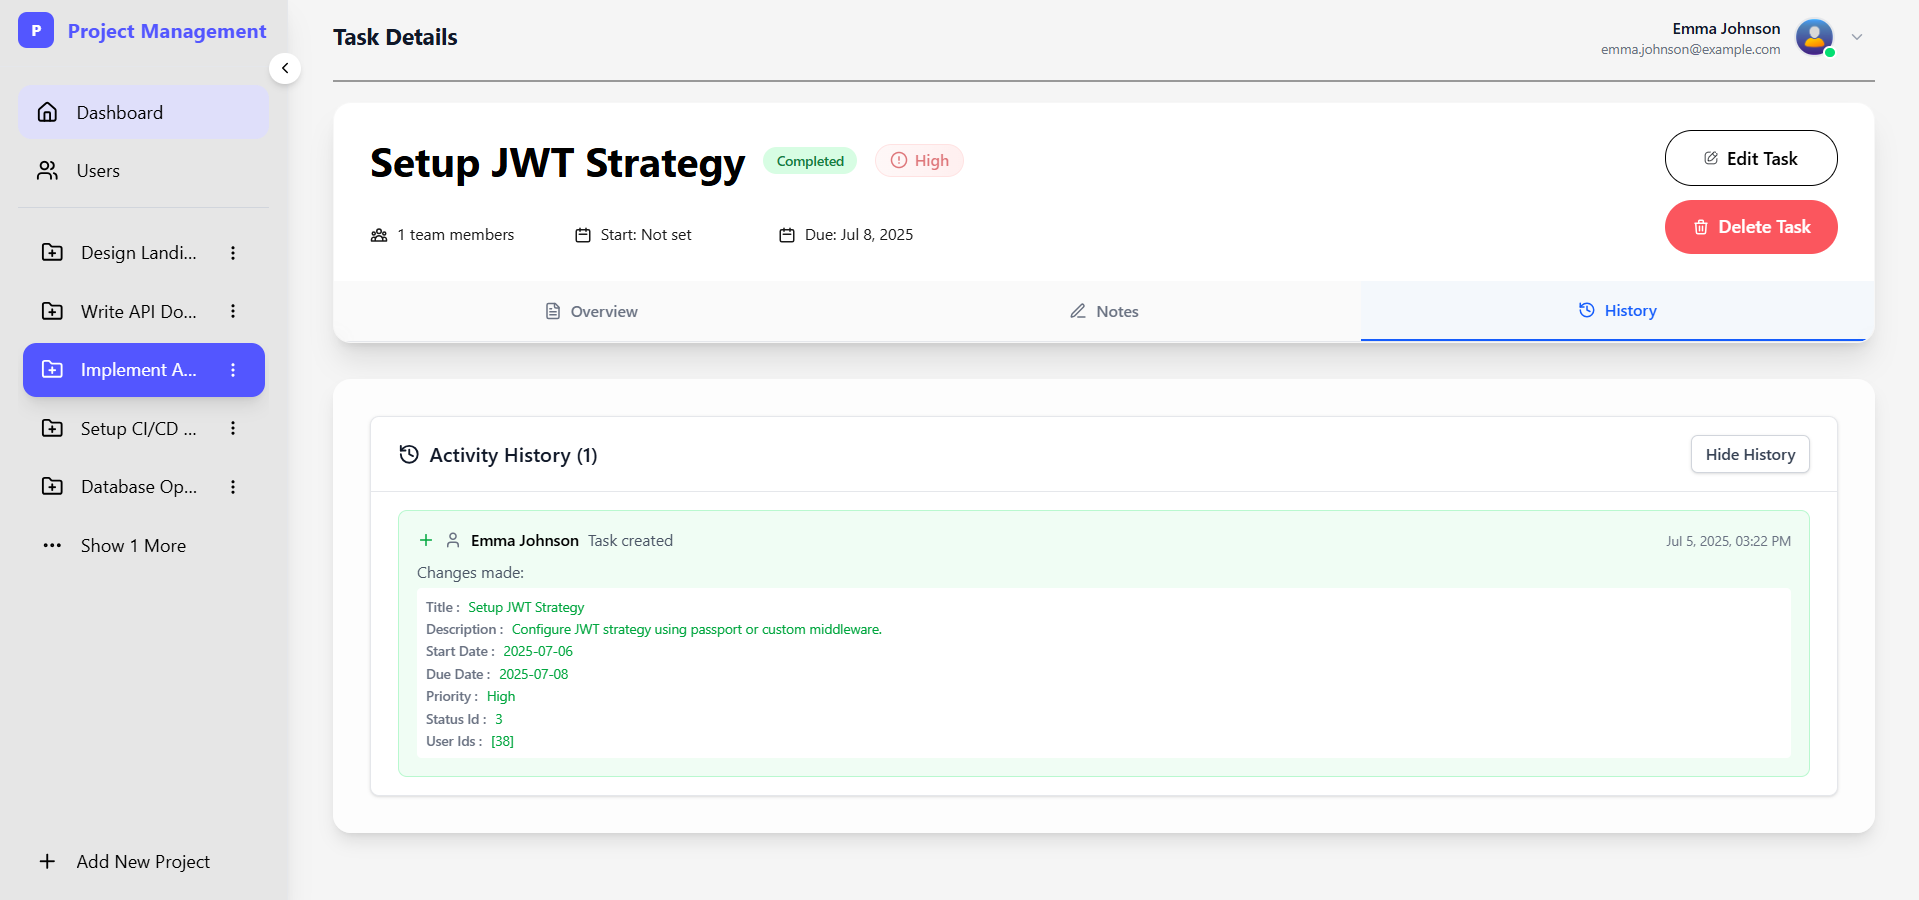 P
Project Management
Dashboard
Users
Design Landi...
Write API Do...
Implement A...
Setup CI/CD ...
Database Op...
Show 1 More
Add New Project
Task Details
Emma Johnson
emma.johnson@example.com
Setup JWT Strategy
Completed
High
Edit Task
Delete Task
1 team members
Start: Not set
Due: Jul 8, 2025
Overview
Notes
History
Activity History (1)
Hide History
Emma Johnson Task created
Jul 5, 2025, 03:22 PM
Changes made:
Title : Setup JWT Strategy
Description : Configure JWT strategy using passport or custom middleware.
Start Date : 2025-07-06
Due Date : 2025-07-08
Priority : High
Status Id : 3
User Ids : [38]